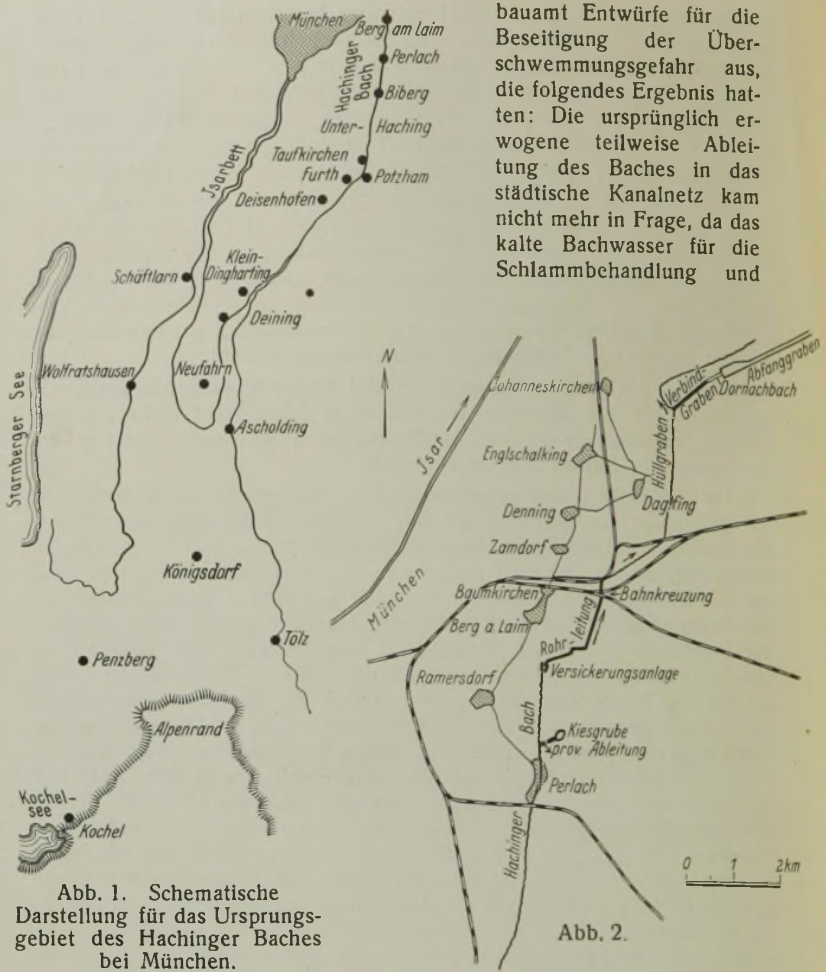 bauamt Entwürfe für die
Beseitigung der Über-
schwemmungsgefahr aus,
die folgendes Ergebnis hat-
ten: Die ursprünglich er-
wogene teilweise Ablei-
tung des Baches in das
städtische Kanalnetz kam
nicht mehr in Frage, da das
kalte Bachwasser für die
Schlammbehandlung und
München
Berg am Laim
Perlach
Hachinger
Bach
Biberg
Unter-Haching
Taufkirchen
Furth
Potzham
Deisenhofen
Jsarbett
Klein-
Dingharting
Schäftlarn
Deining
Wolfratshausen
Neufahrn
N
Starnberger See
Ascholding
Königsdorf
Tölz
Penzberg
Alpenrand
Kochel-
see
Kochel
Abb. 1. Schematische
Darstellung für das Ursprungs-
gebiet des Hachinger Baches
bei München.
Johanneskirchen
Verbind-
Graben
Abfanggraben
Dornachbach
Jsar
Hüllgraben
Englschalking
Daglfing
Denning
Zamdorf
München
Baumkirchen
Bahnkreuzung
Berg a Laim
Rohr-leitung
Versickerungsanlage
Ramersdorf
Bach
Kiesgrube
prov. Ableitung
Perlach
Hachinger
0 1 2km
Abb. 2.